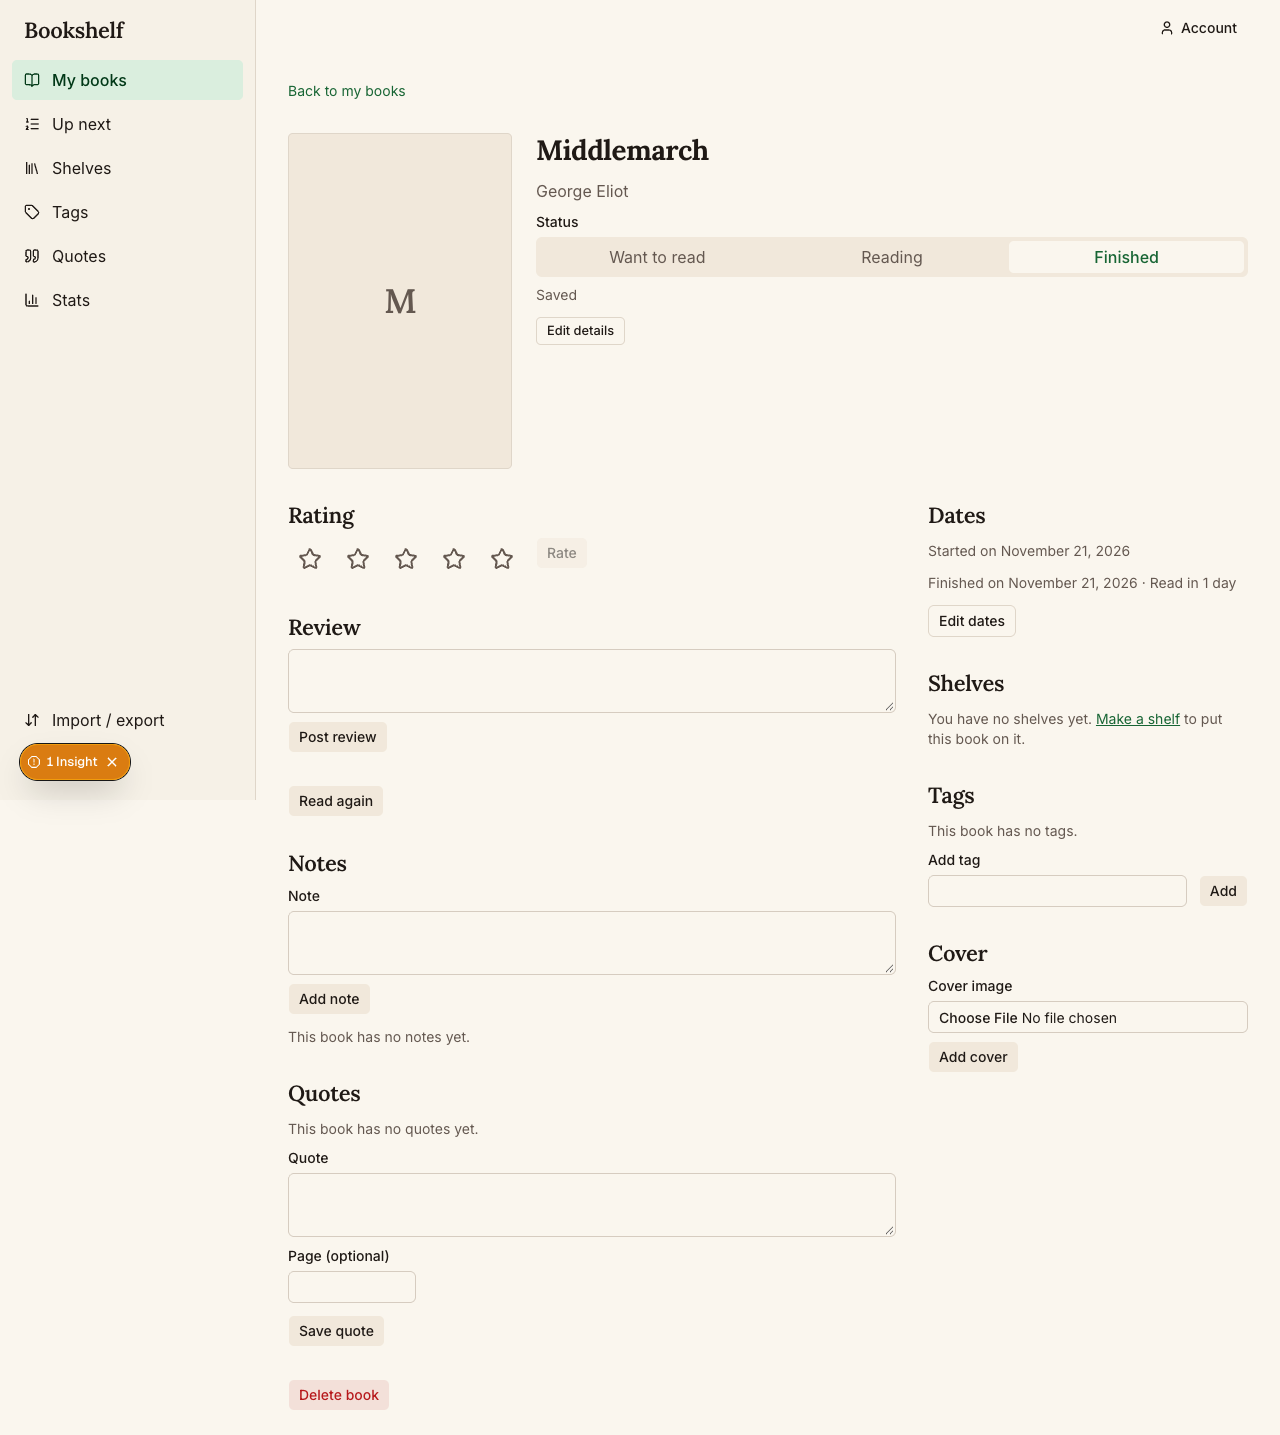 Bookshelf
My books
Up next
Shelves
Tags
Quotes
Stats
Import / export
1 Insight
Account
Back to my books
M
Middlemarch
George Eliot
Status
Want to read
Reading
Finished
Saved
Edit details
Rating
Rate
Review
Post review
Read again
Notes
Note
Add note
This book has no notes yet.
Quotes
This book has no quotes yet.
Quote
Page (optional)
Save quote
Delete book
Dates
Started on November 21, 2026
Finished on November 21, 2026 · Read in 1 day
Edit dates
Shelves
You have no shelves yet. Make a shelf to put
this book on it.
Tags
This book has no tags.
Add tag
Add
Cover
Cover image
Choose File No file chosen
Add cover